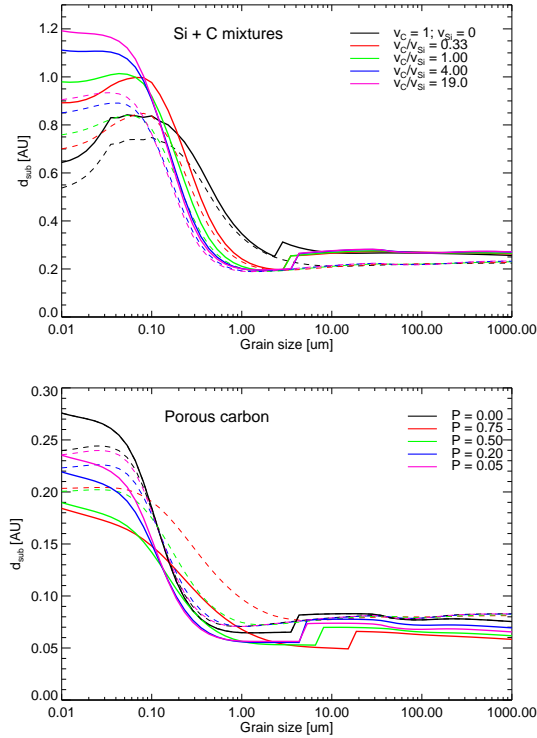 Si + C mixtures
v_C = 1; v_Si = 0
v_C/v_Si = 0.33
v_C/v_Si = 1.00
v_C/v_Si = 4.00
v_C/v_Si = 19.0
1.2
1.0
0.8
0.6
0.4
0.2
0.0
d_sub [AU]
0.01 0.10 1.00 10.00 100.00 1000.00
Grain size [um]
Porous carbon
P = 0.00
P = 0.75
P = 0.50
P = 0.20
P = 0.05
0.30
0.25
0.20
0.15
0.10
0.05
0.00
d_sub [AU]
0.01 0.10 1.00 10.00 100.00 1000.00
Grain size [um]